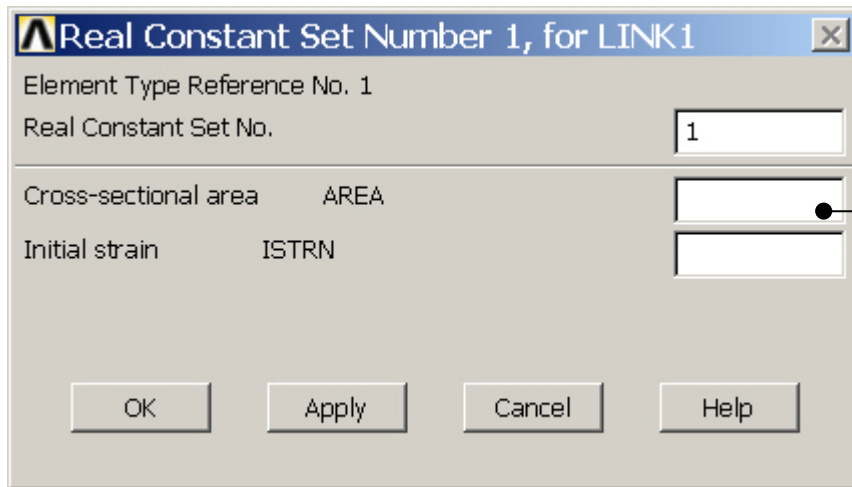 Real Constant Set Number 1, for LINK1
Element Type Reference No. 1
Real Constant Set No. 1
Cross-sectional area AREA
Initial strain ISTRN
OK Apply Cancel Help